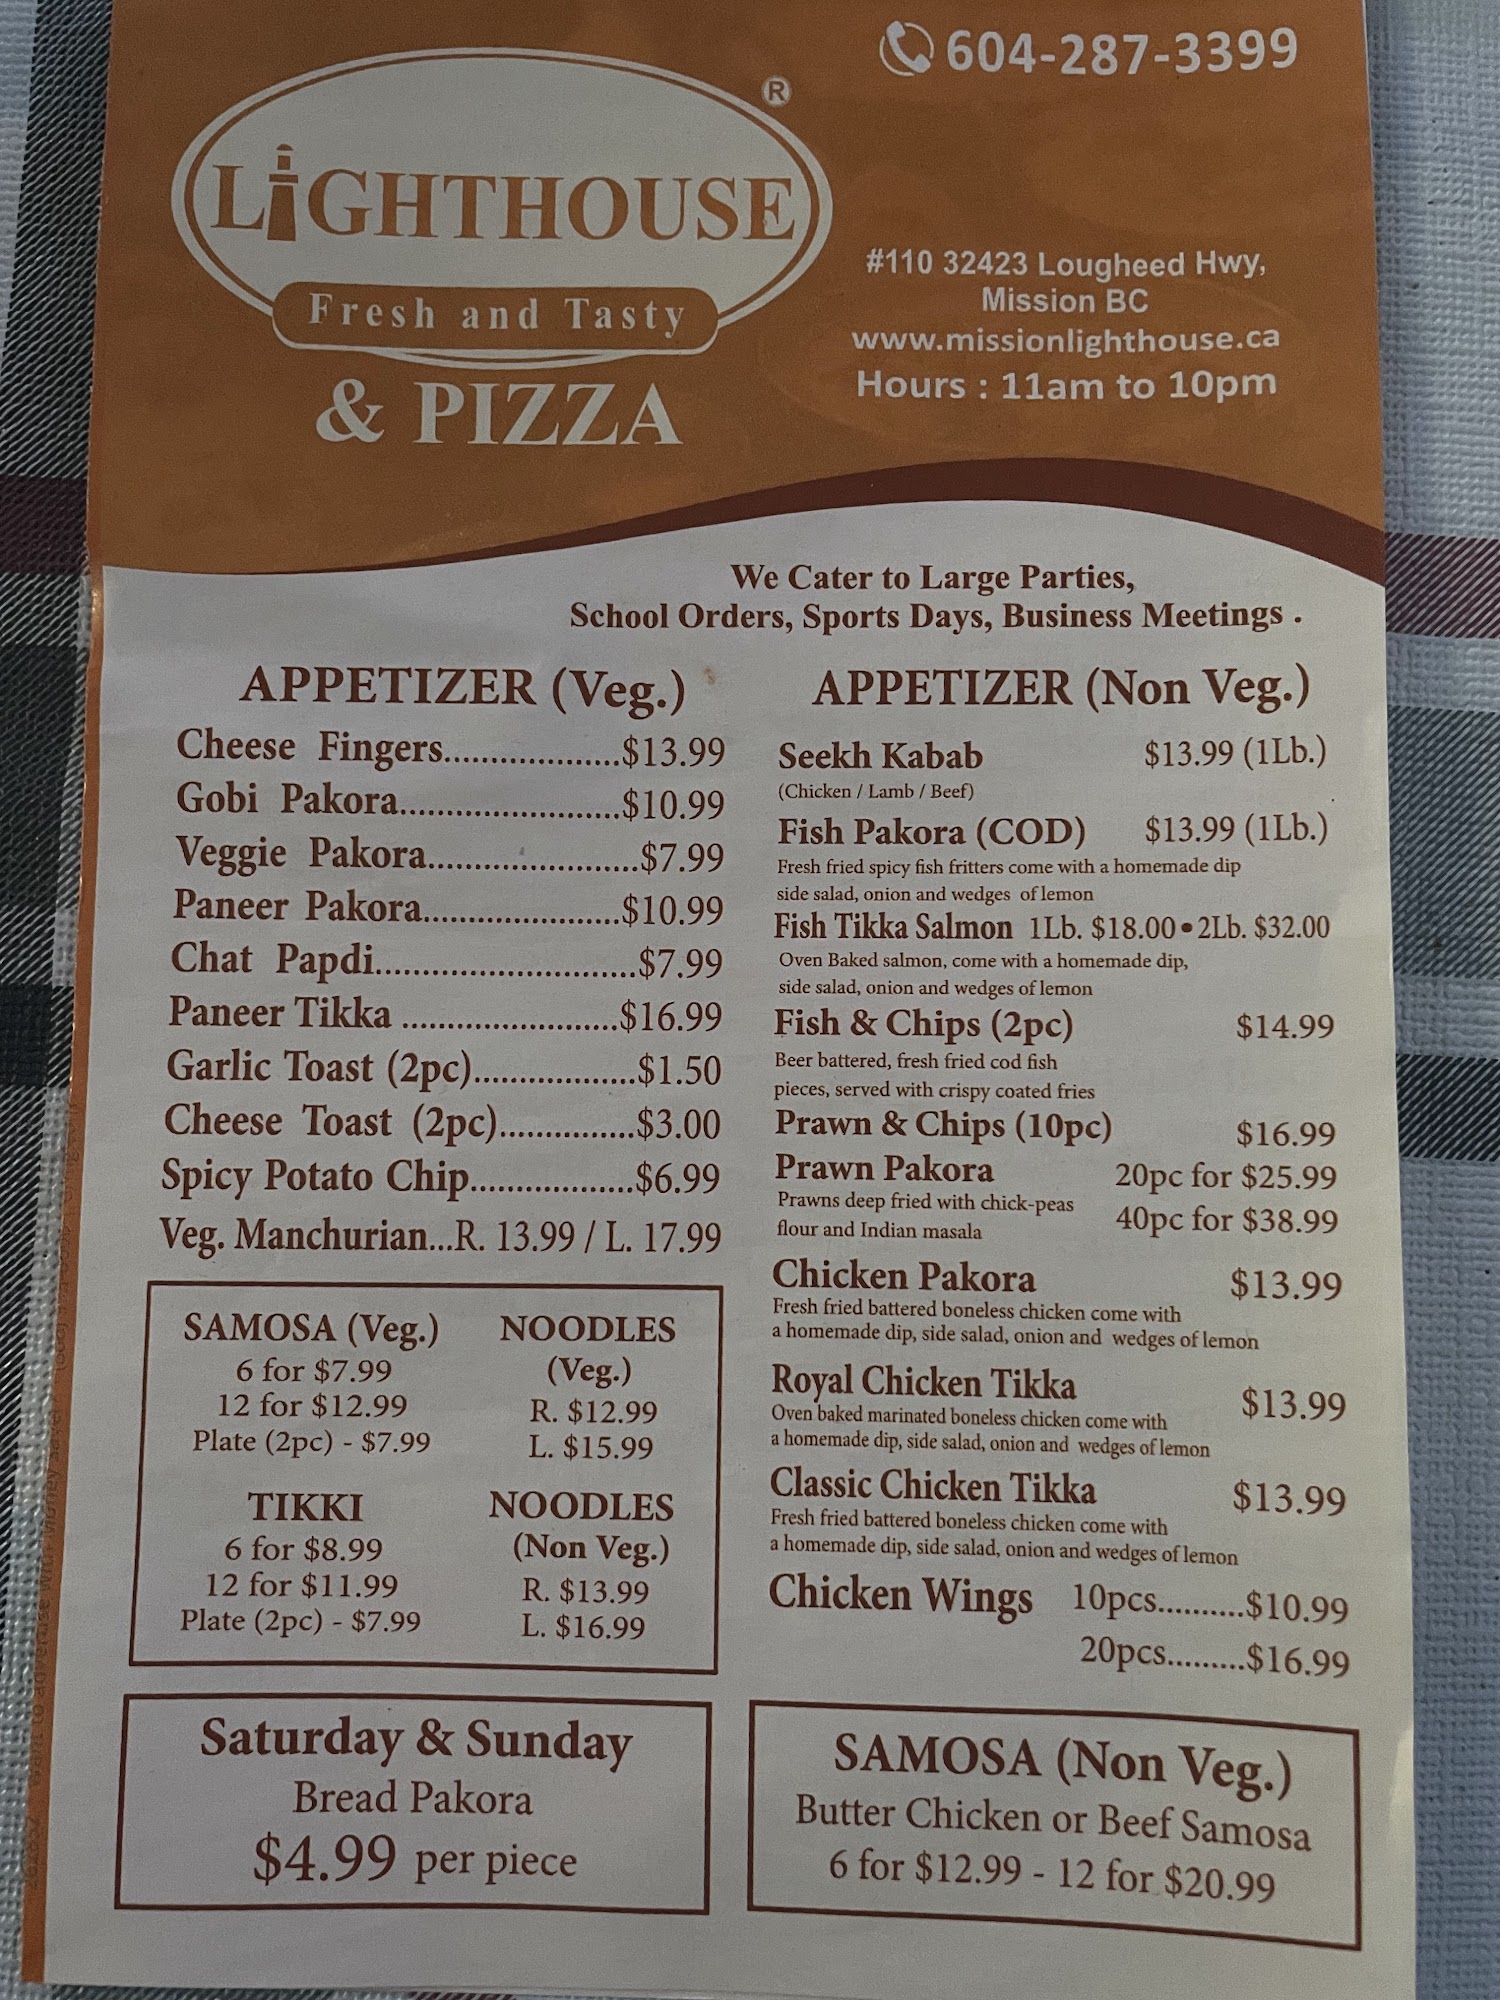 604-287-3399
LIGHTHOUSE ®
Fresh and Tasty
& PIZZA
#110 32423 Lougheed Hwy,
Mission BC
www.missionlighthouse.ca
Hours : 11am to 10pm
We Cater to Large Parties,
School Orders, Sports Days, Business Meetings .
APPETIZER (Veg.)
Cheese Fingers...................$13.99
Gobi Pakora........................$10.99
Veggie Pakora.......................$7.99
Paneer Pakora.....................$10.99
Chat Papdi............................$7.99
Paneer Tikka .......................$16.99
Garlic Toast (2pc).................$1.50
Cheese Toast (2pc)...............$3.00
Spicy Potato Chip..................$6.99
Veg. Manchurian...R. 13.99 / L. 17.99
SAMOSA (Veg.)
6 for $7.99
12 for $12.99
Plate (2pc) - $7.99
NOODLES
(Veg.)
R. $12.99
L. $15.99
TIKKI
6 for $8.99
12 for $11.99
Plate (2pc) - $7.99
NOODLES
(Non Veg.)
R. $13.99
L. $16.99
Saturday & Sunday
Bread Pakora
$4.99 per piece
APPETIZER (Non Veg.)
Seekh Kabab $13.99 (1Lb.)
(Chicken / Lamb / Beef)
Fish Pakora (COD) $13.99 (1Lb.)
Fresh fried spicy fish fritters come with a homemade dip
side salad, onion and wedges of lemon
Fish Tikka Salmon 1Lb. $18.00 • 2Lb. $32.00
Oven Baked salmon, come with a homemade dip,
side salad, onion and wedges of lemon
Fish & Chips (2pc) $14.99
Beer battered, fresh fried cod fish
pieces, served with crispy coated fries
Prawn & Chips (10pc) $16.99
Prawn Pakora 20pc for $25.99
Prawns deep fried with chick-peas
flour and Indian masala
40pc for $38.99
Chicken Pakora $13.99
Fresh fried battered boneless chicken come with
a homemade dip, side salad, onion and wedges of lemon
Royal Chicken Tikka $13.99
Oven baked marinated boneless chicken come with
a homemade dip, side salad, onion and wedges of lemon
Classic Chicken Tikka $13.99
Fresh fried battered boneless chicken come with
a homemade dip, side salad, onion and wedges of lemon
Chicken Wings 10pcs..........$10.99
20pcs.........$16.99
SAMOSA (Non Veg.)
Butter Chicken or Beef Samosa
6 for $12.99 - 12 for $20.99